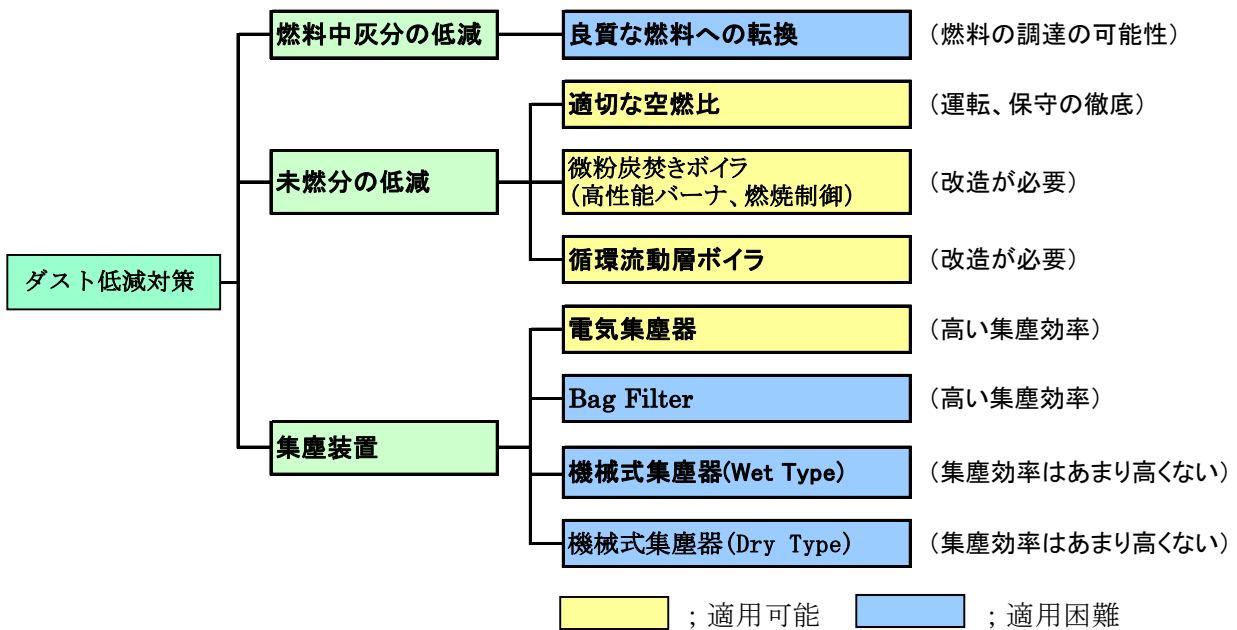 燃料中灰分の低減
良質な燃料への転換
(燃料の調達の可能性)
適切な空燃比
(運転、保守の徹底)
未燃分の低減
微粉炭焚きボイラ
(高性能バーナ、燃焼制御)
(改造が必要)
循環流動層ボイラ
(改造が必要)
ダスト低減対策
電気集塵器
(高い集塵効率)
Bag Filter
(高い集塵効率)
集塵装置
機械式集塵器(Wet Type)
(集塵効率はあまり高くない)
機械式集塵器(Dry Type)
(集塵効率はあまり高くない)
；適用可能
；適用困難